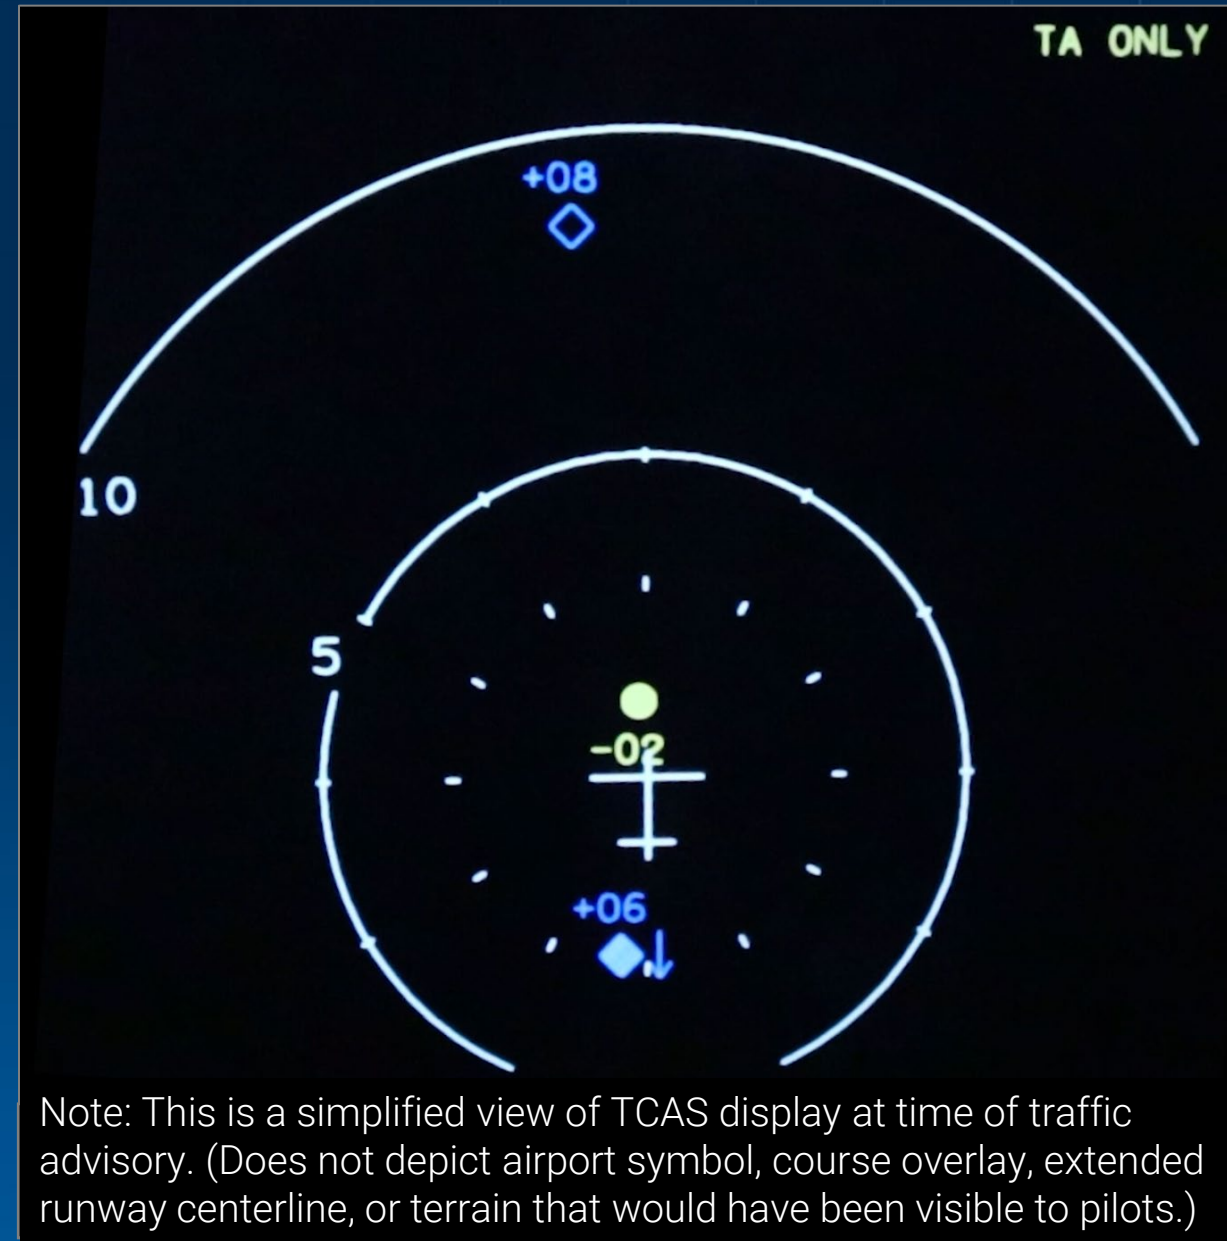 TA ONLY
+08
10
5
-02
+06
Note: This is a simplified view of TCAS display at time of traffic
advisory. (Does not depict airport symbol, course overlay, extended
runway centerline, or terrain that would have been visible to pilots.)